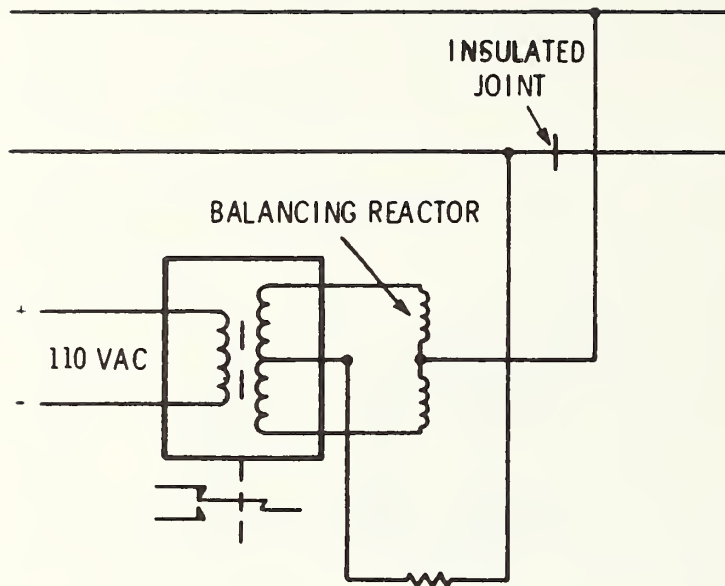 INSULATED
JOINT
BALANCING REACTOR
+
110 VAC
-